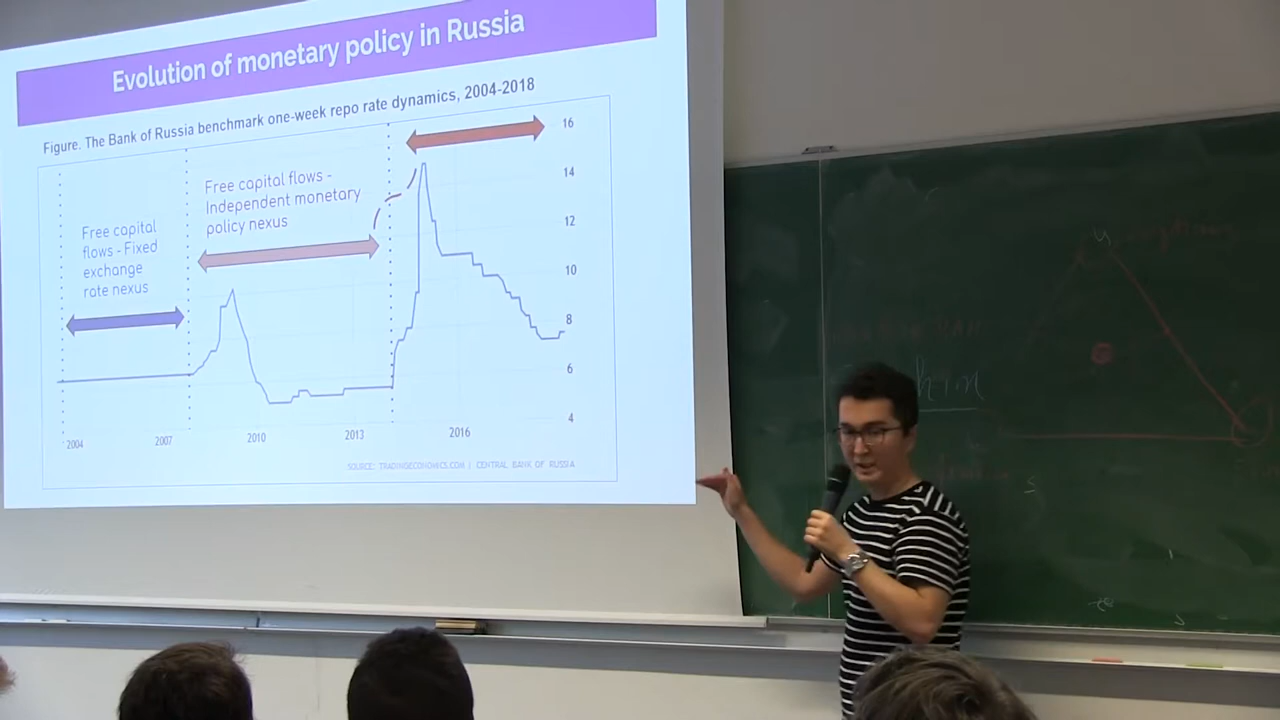 Evolution of monetary policy in Russia
Figure. The Bank of Russia benchmark one-week repo rate dynamics, 2004-2018
Free capital
flows - Fixed
exchange
rate nexus
Free capital flows -
Independent monetary
policy nexus
16
14
12
10
8
6
4
2004
2007
2010
2013
2016
SOURCE: TRADINGECONOMICS.COM | CENTRAL BANK OF RUSSIA